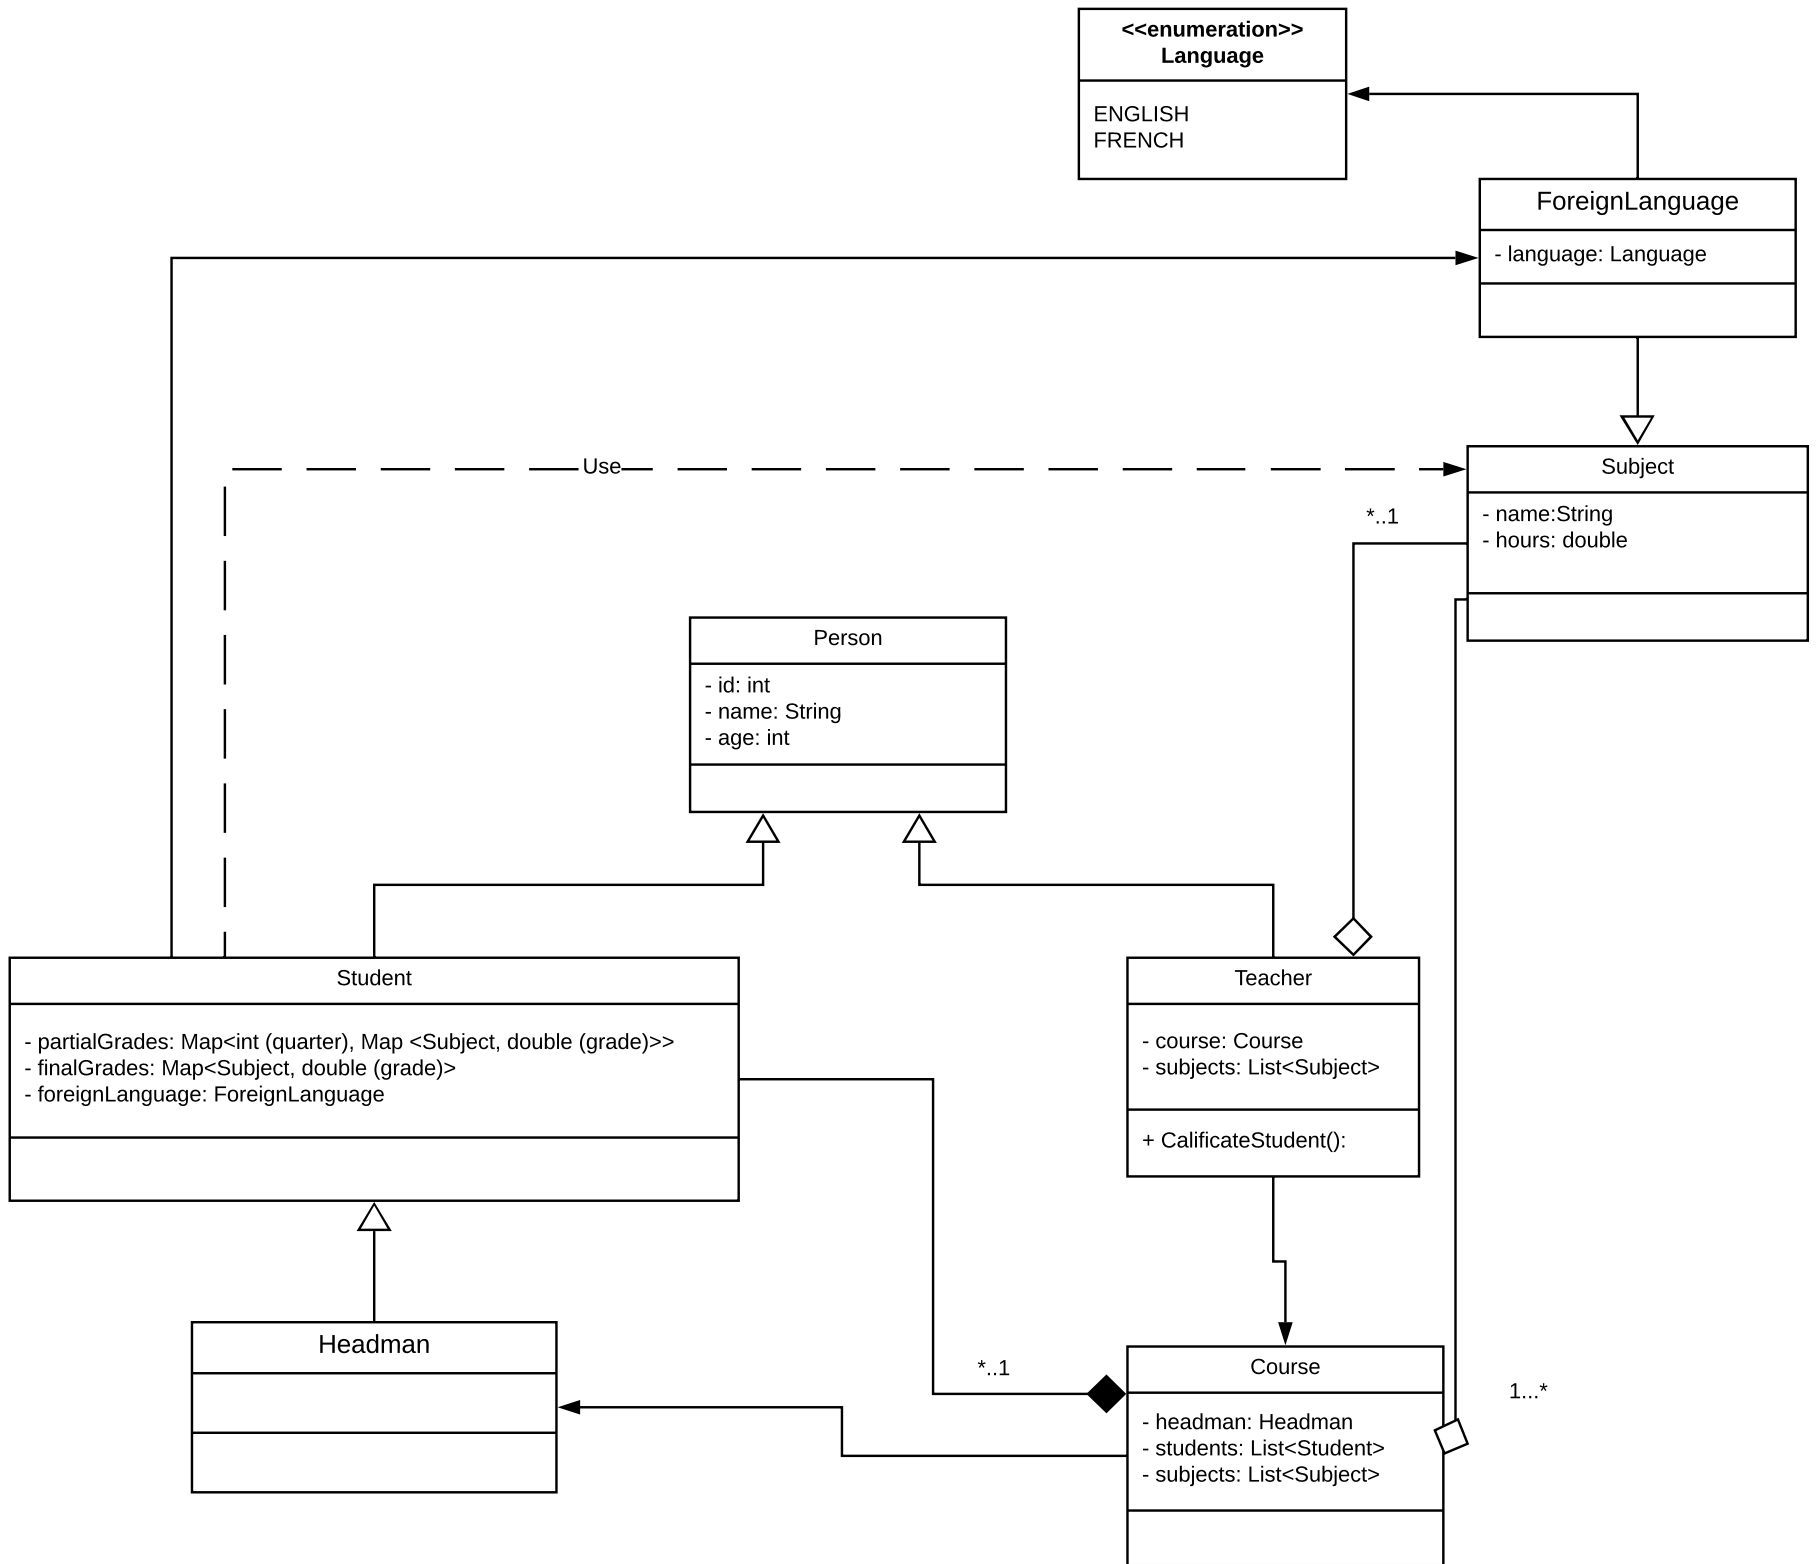 <<enumeration>>
Language
ENGLISH
FRENCH
ForeignLanguage
- language: Language
Use
Subject
*..1
- name:String
- hours: double
Person
- id: int
- name: String
- age: int
Student
- partialGrades: Map<int (quarter), Map <Subject, double (grade)>>
- finalGrades: Map<Subject, double (grade)>
- foreignLanguage: ForeignLanguage
Teacher
- course: Course
- subjects: List<Subject>
+ CalificateStudent():
Headman
*..1
Course
1...*
- headman: Headman
- students: List<Student>
- subjects: List<Subject>